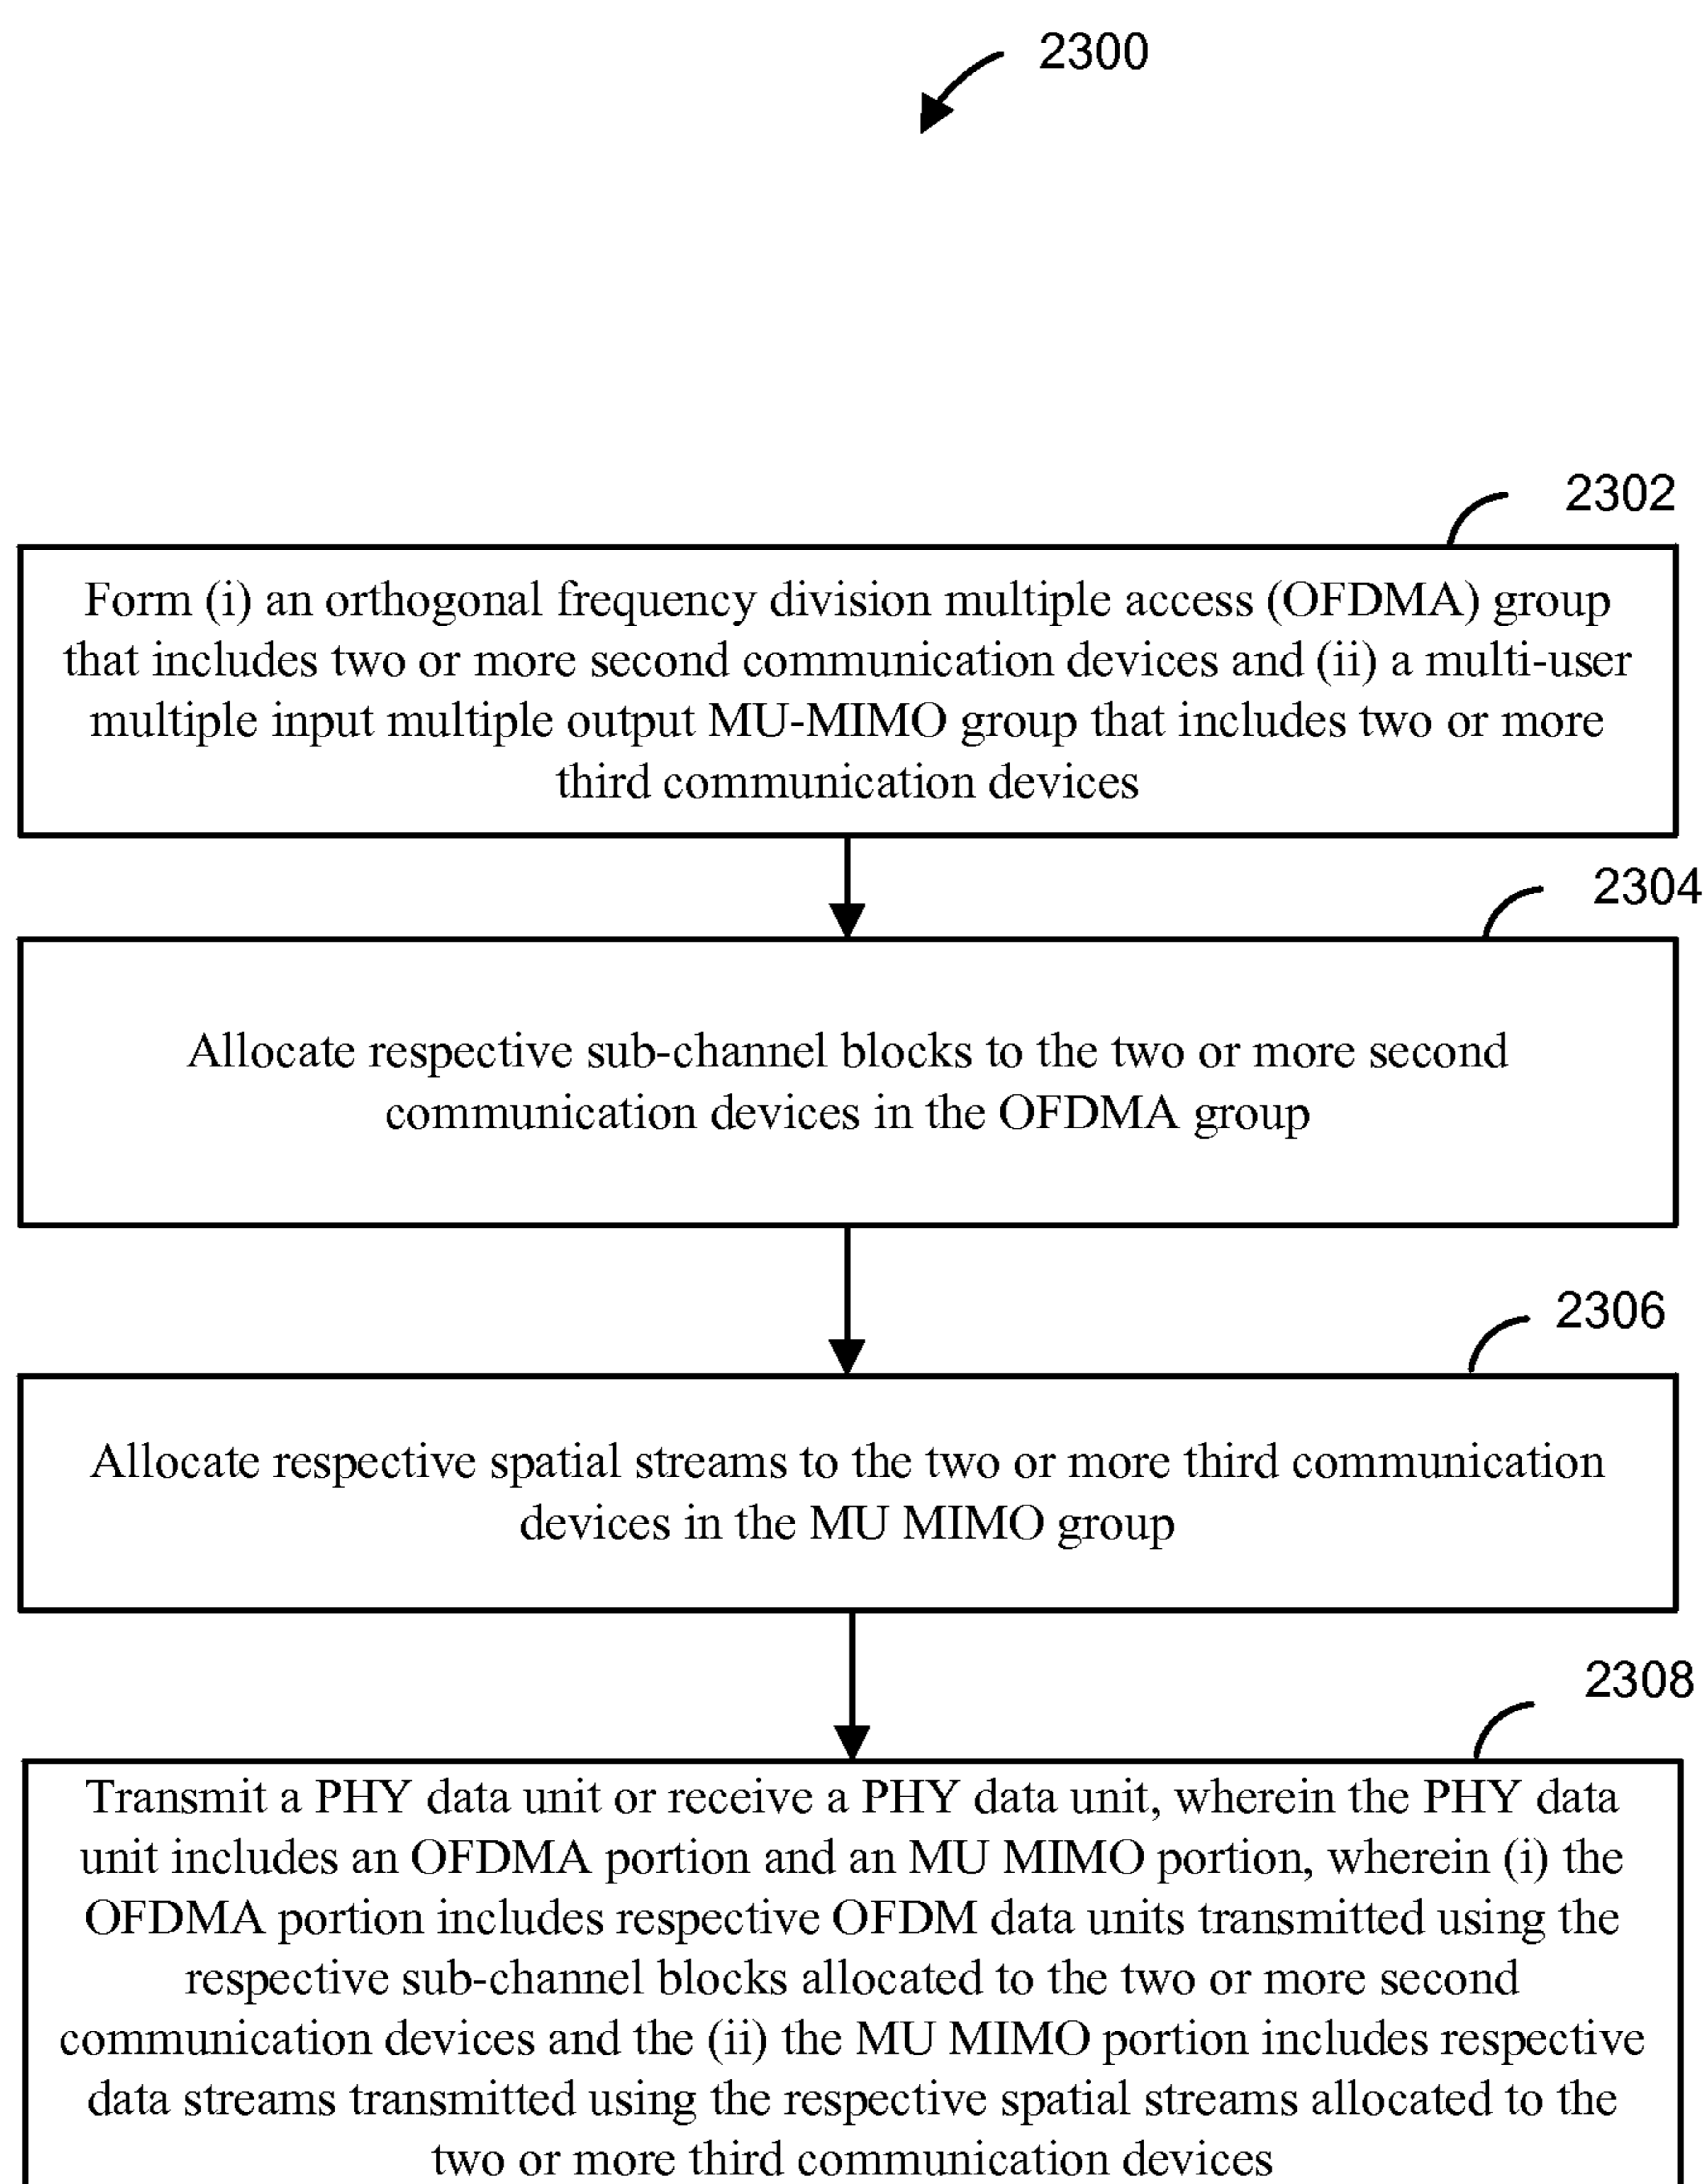 2300
2302
Form (i) an orthogonal frequency division multiple access (OFDMA) group
that includes two or more second communication devices and (ii) a multi-user
multiple input multiple output MU-MIMO group that includes two or more
third communication devices
2304
Allocate respective sub-channel blocks to the two or more second
communication devices in the OFDMA group
2306
Allocate respective spatial streams to the two or more third communication
devices in the MU MIMO group
2308
Transmit a PHY data unit or receive a PHY data unit, wherein the PHY data
unit includes an OFDMA portion and an MU MIMO portion, wherein (i) the
OFDMA portion includes respective OFDM data units transmitted using the
respective sub-channel blocks allocated to the two or more second
communication devices and the (ii) the MU MIMO portion includes respective
data streams transmitted using the respective spatial streams allocated to the
two or more third communication devices